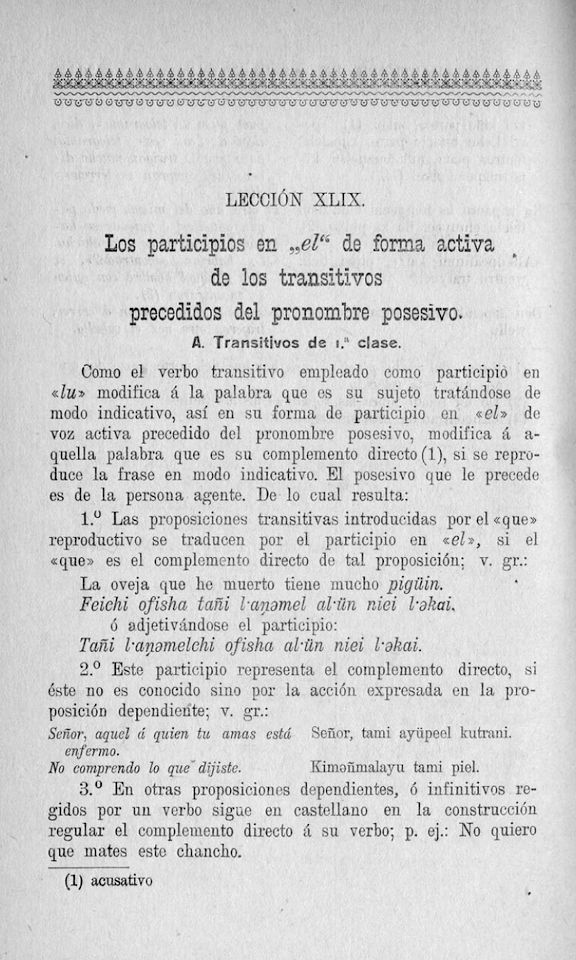 LECCIÓN XLIX.
Los participios en „el“ de forma activa
de los transitivos
precedidos del pronombre posesivo.
A. Transitivos de 1.ª clase.
Como el verbo transitivo empleado como participio en
«lu» modifica á la palabra que es su sujeto tratándose de
modo indicativo, así en su forma de participio en «el» de
voz activa precedido del pronombre posesivo, modifica á a-
quella palabra que es su complemento directo (1), si se repro-
duce la frase en modo indicativo. El posesivo que le precede
es de la persona agente. De lo cual resulta:
1.º Las proposiciones transitivas introducidas por el «que»
reproductivo se traducen por el participio en «el», si el
«que» es el complemento directo de tal proposición; v. gr.:
La oveja que he muerto tiene mucho pigüin.
Feichi ofisha tañi l·aŋəmel al·ün niei l·əkai.
ó adjetivándose el participio:
Tañi l·aŋəmelchi ofisha al·ün niei l·əkai.
2.º Este participio representa el complemento directo, si
éste no es conocido sino por la acción expresada en la pro-
posición dependiente; v. gr.:
Señor, aquel á quien tu amas está Señor, tami ayüpeel kutrani.
enfermo.
No comprendo lo que dijiste. Kiməñmalayu tami piel.
3.º En otras proposiciones dependientes, ó infinitivos re-
gidos por un verbo sigue en castellano en la construcción
regular el complemento directo á su verbo; p. ej.: No quiero
que mates este chancho.
(1) acusativo